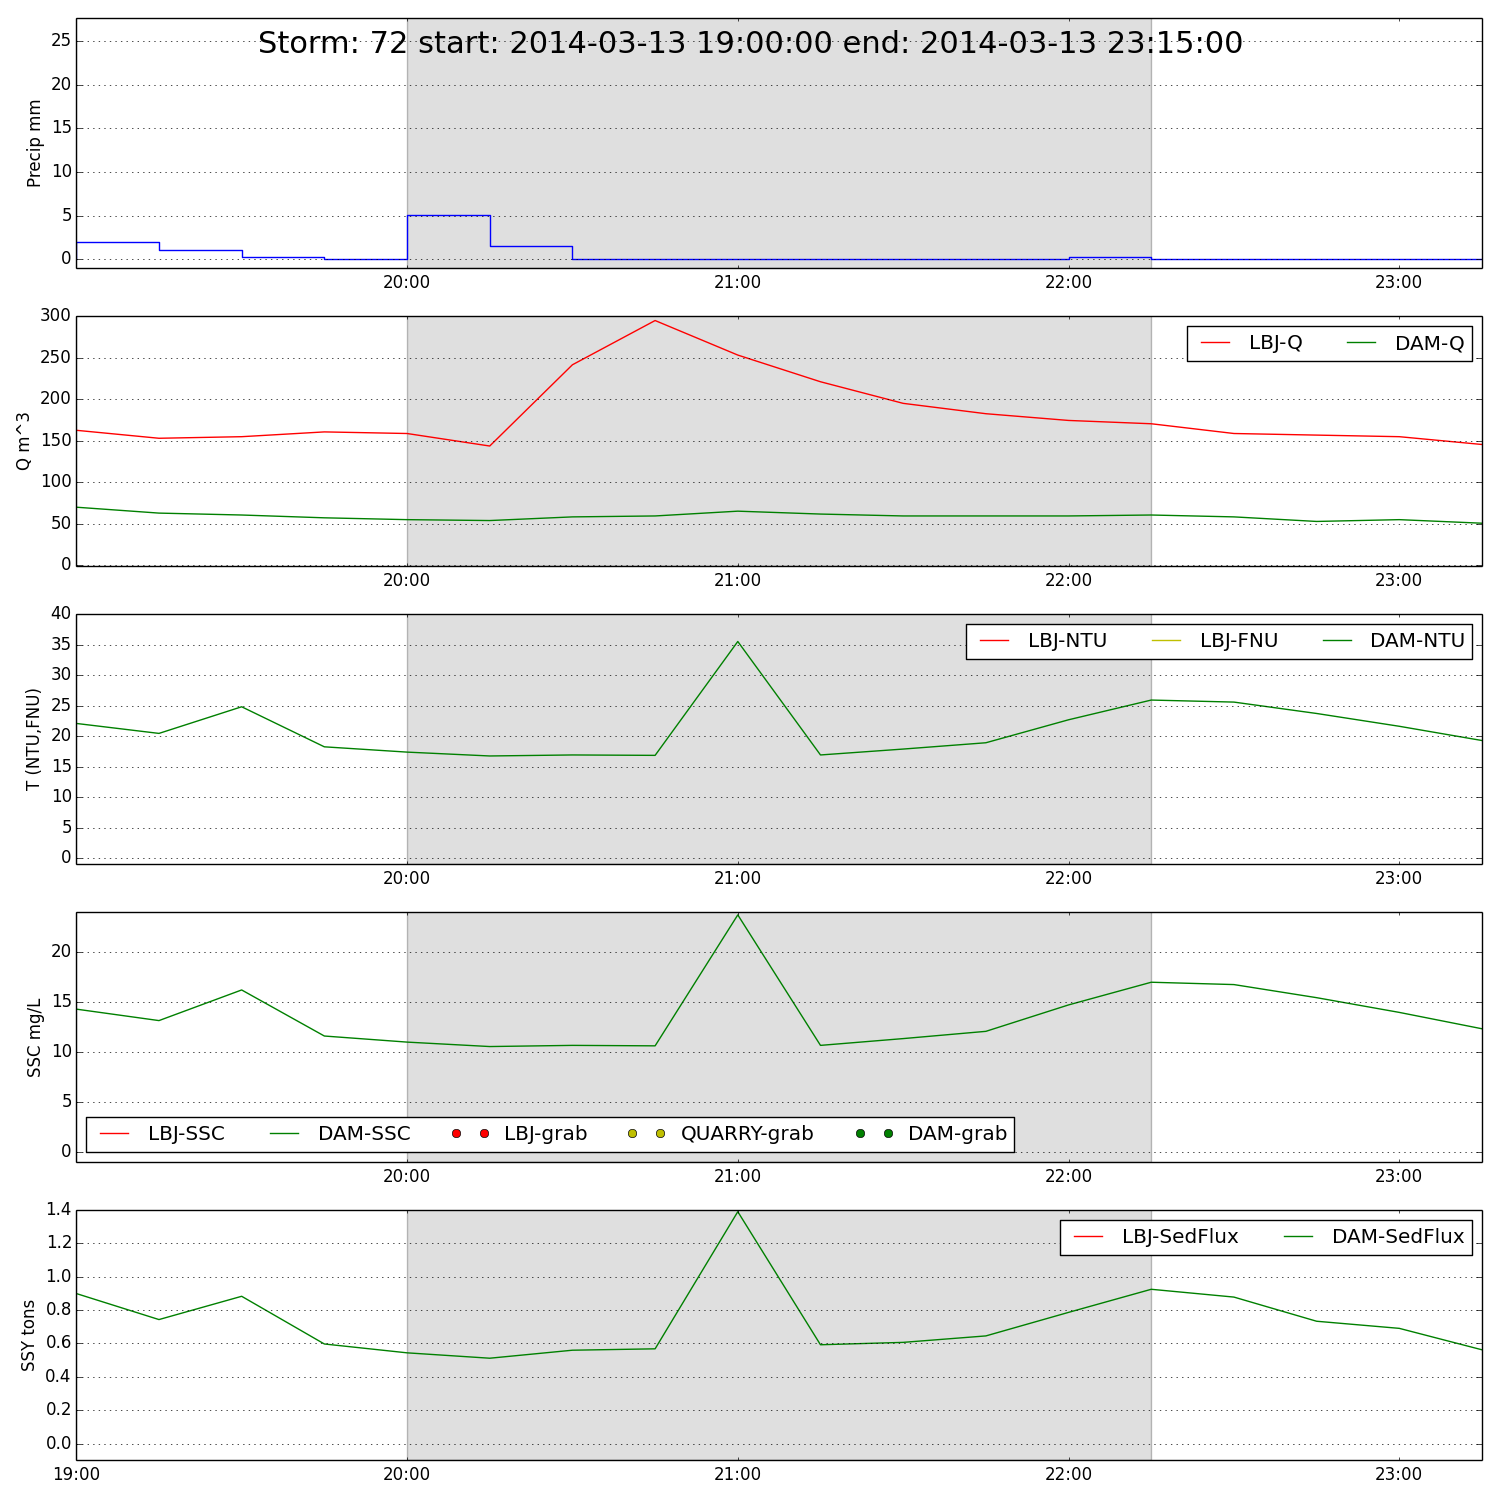 Storm: 72 start: 2014-03-13 19:00:00 end: 2014-03-13 23:15:00
Precip mm
25
20
15
10
5
0
20:00 21:00 22:00 23:00
Q m^3
300
250
200
150
100
50
0
LBJ-Q DAM-Q
20:00 21:00 22:00 23:00
T (NTU,FNU)
40
35
30
25
20
15
10
5
0
LBJ-NTU LBJ-FNU DAM-NTU
20:00 21:00 22:00 23:00
SSC mg/L
20
15
10
5
0
LBJ-SSC DAM-SSC LBJ-grab QUARRY-grab DAM-grab
20:00 21:00 22:00 23:00
SSY tons
1.4
1.2
1.0
0.8
0.6
0.4
0.2
0.0
LBJ-SedFlux DAM-SedFlux
19:00 20:00 21:00 22:00 23:00